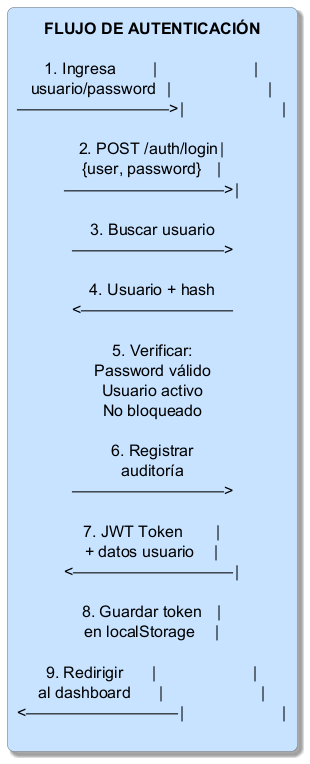 FLUJO DE AUTENTICACIÓN
1. Ingresa | |
usuario/password | |
———————————>| |
2. POST /auth/login|
{user, password} |
———————————>|
3. Buscar usuario
———————————>
4. Usuario + hash
<———————————
5. Verificar:
Password válido
Usuario activo
No bloqueado
6. Registrar
auditoría
———————————>
7. JWT Token |
+ datos usuario |
<———————————|
8. Guardar token |
en localStorage |
9. Redirigir | |
al dashboard | |
<———————————| |